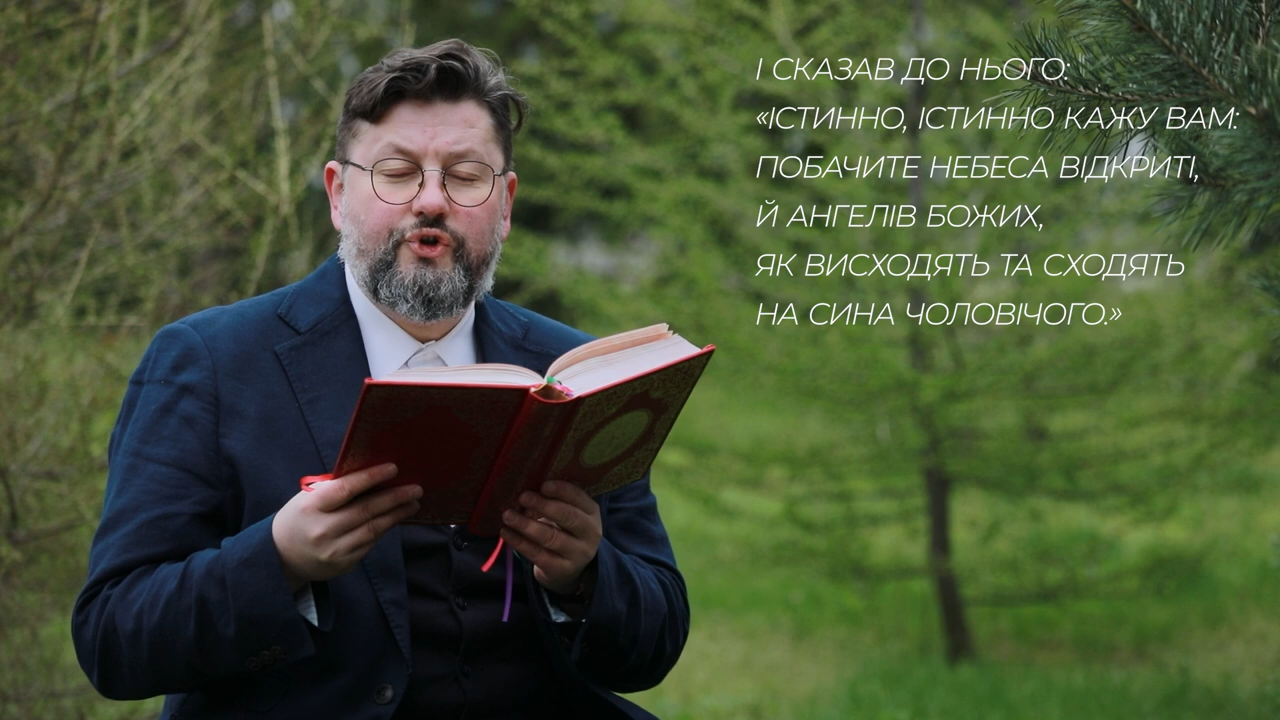 І СКАЗАВ ДО НЬОГО:
«ІСТИННО, ІСТИННО КАЖУ ВАМ:
ПОБАЧИТЕ НЕБЕСА ВІДКРИТІ,
Й АНГЕЛІВ БОЖИХ,
ЯК ВИСХОДЯТЬ ТА СХОДЯТЬ
НА СИНА ЧОЛОВІЧОГО.»